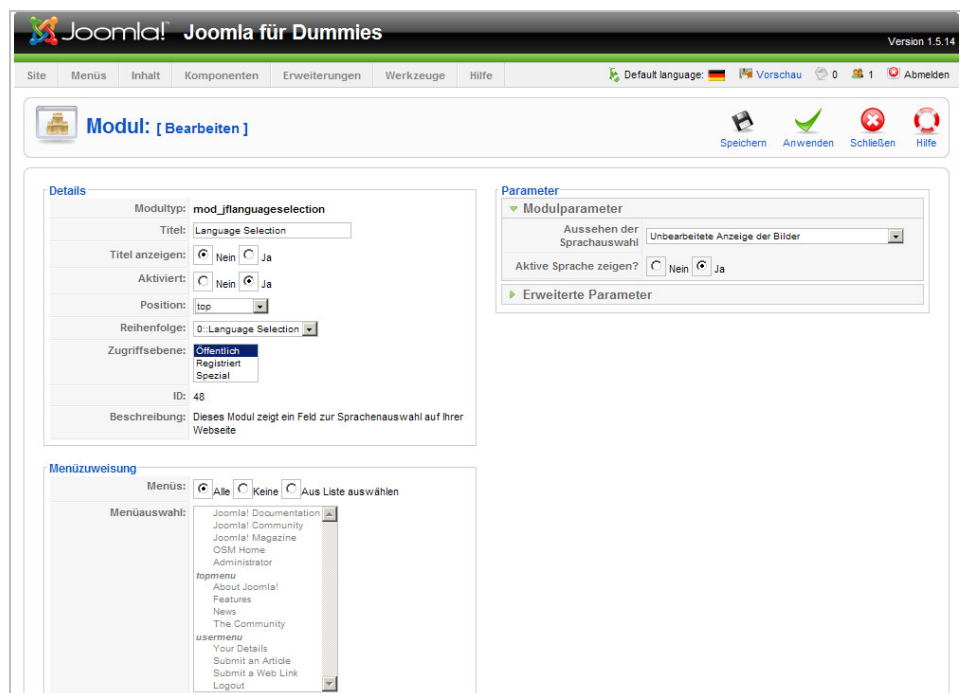 Joomla! Joomla für Dummies
Version 1.5.14
Site Menüs Inhalt Komponenten Erweiterungen Werkzeuge Hilfe Default language: Vorschau 0 1 Abmelden
Modul: [ Bearbeiten ]
Speichern Anwenden Schließen Hilfe
Details
Modultyp: mod_jflanguageselection
Titel: Language Selection
Titel anzeigen: Nein Ja
Aktiviert: Nein Ja
Position: top
Reihenfolge: 0::Language Selection
Zugriffsebene: Öffentlich
Registriert
Spezial
ID: 48
Beschreibung: Dieses Modul zeigt ein Feld zur Sprachenauswahl auf Ihrer
Webseite
Parameter
Modulparameter
Aussehen der
Sprachauswahl
Unbearbeitete Anzeige der Bilder
Aktive Sprache zeigen? Nein Ja
Erweiterte Parameter
Menüzuweisung
Menüs: Alle Keine Aus Liste auswählen
Menüauswahl: Joomla! Documentation
Joomla! Community
Joomla! Magazine
OSM Home
Administrator
topmenu
About Joomla!
Features
News
The Community
usermenu
Your Details
Submit an Article
Submit a Web Link
Logout